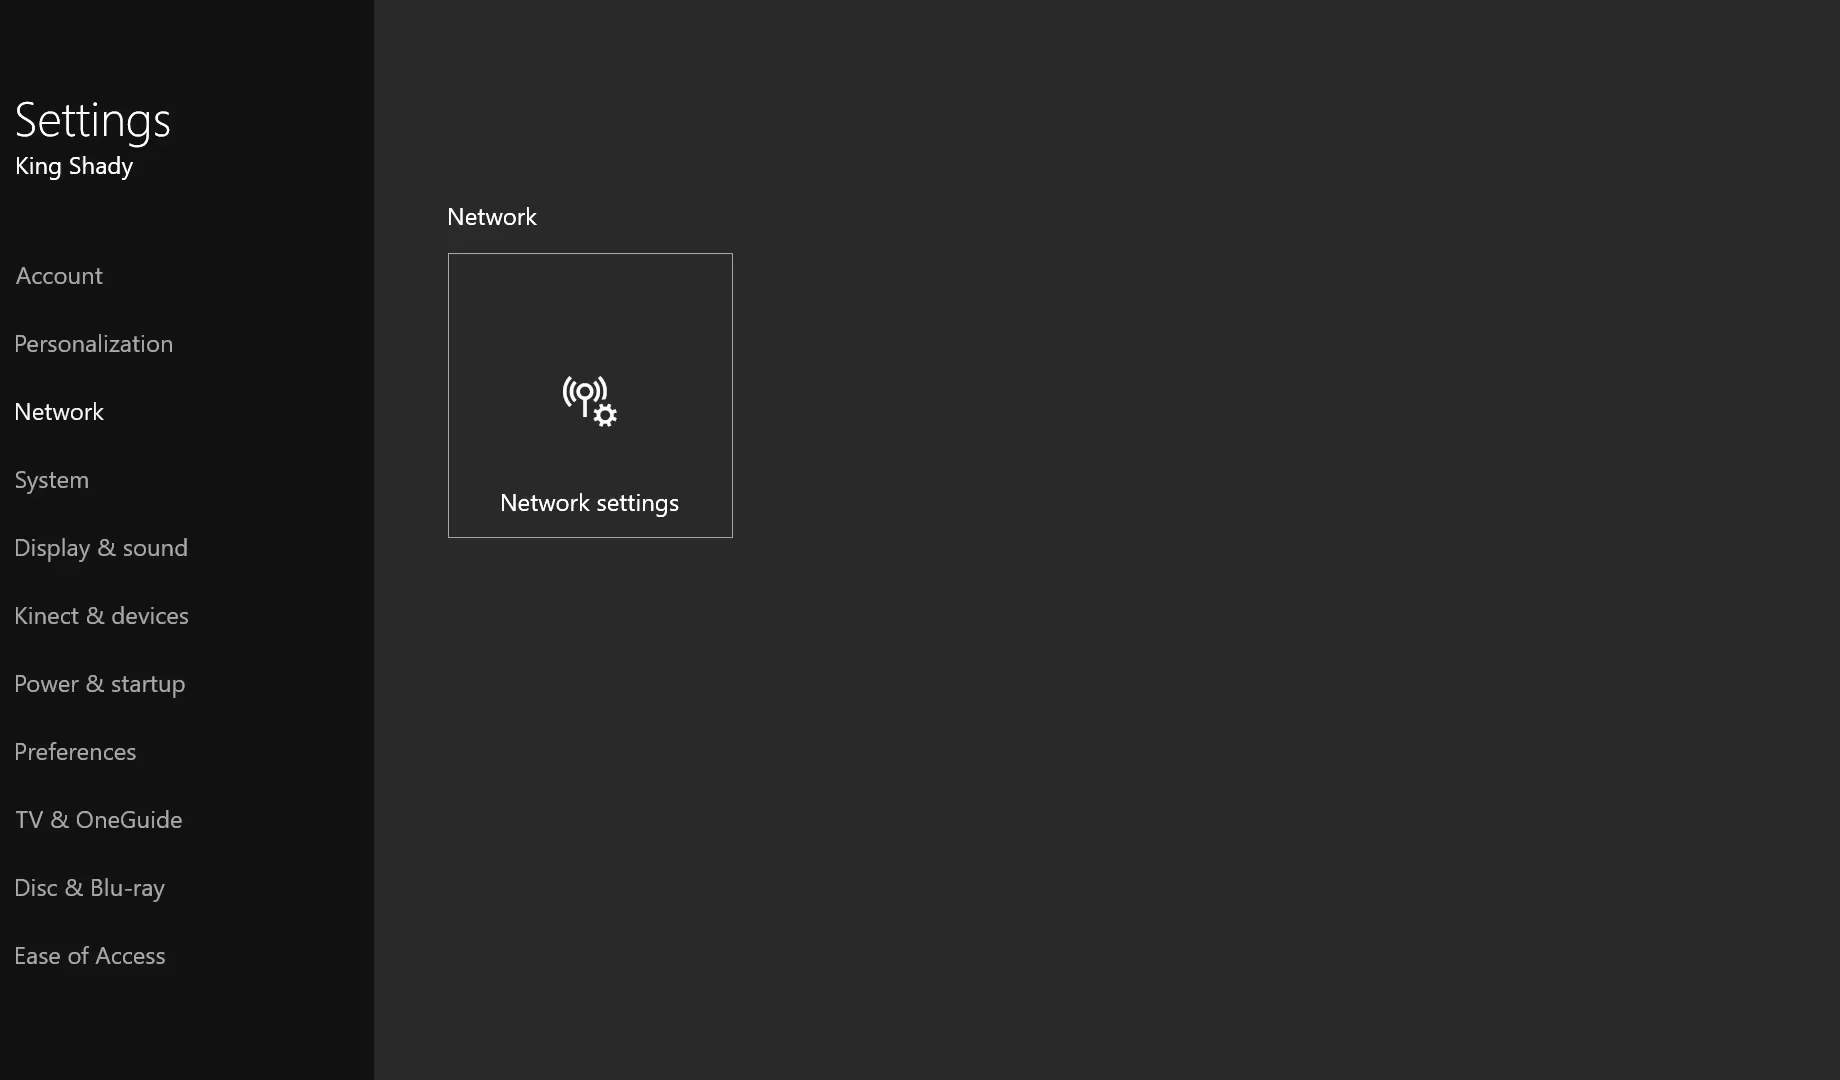 Settings
King Shady
Account
Personalization
Network
System
Display & sound
Kinect & devices
Power & startup
Preferences
TV & OneGuide
Disc & Blu-ray
Ease of Access
Network
Network settings